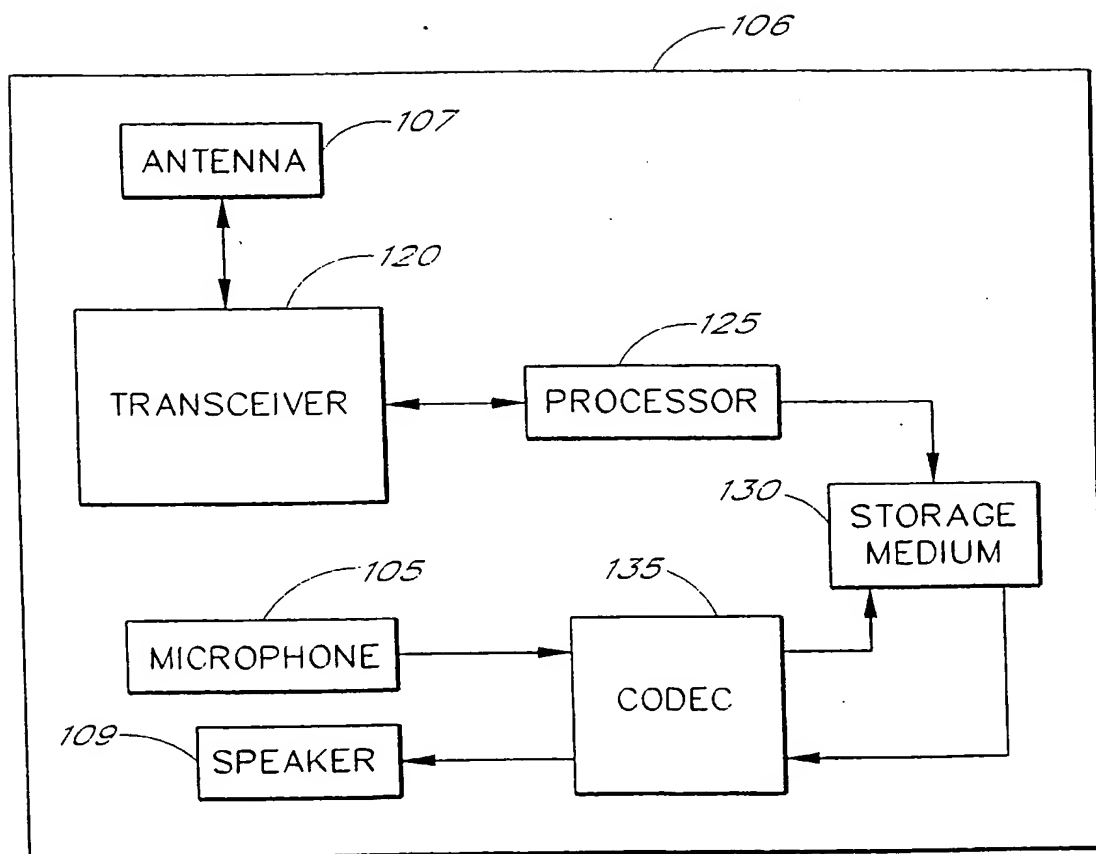 106
107
ANTENNA
120
TRANSCEIVER
125
PROCESSOR
130
STORAGE
MEDIUM
105
MICROPHONE
135
CODEC
109
SPEAKER